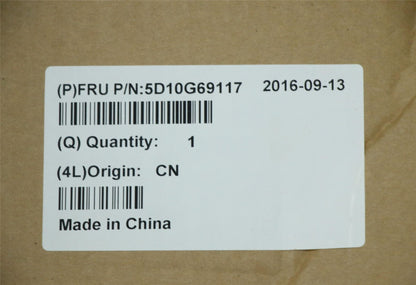 (P)FRU P/N:5D10G69117 2016-09-13
(Q) Quantity: 1
(4L)Origin: CN
Made in China